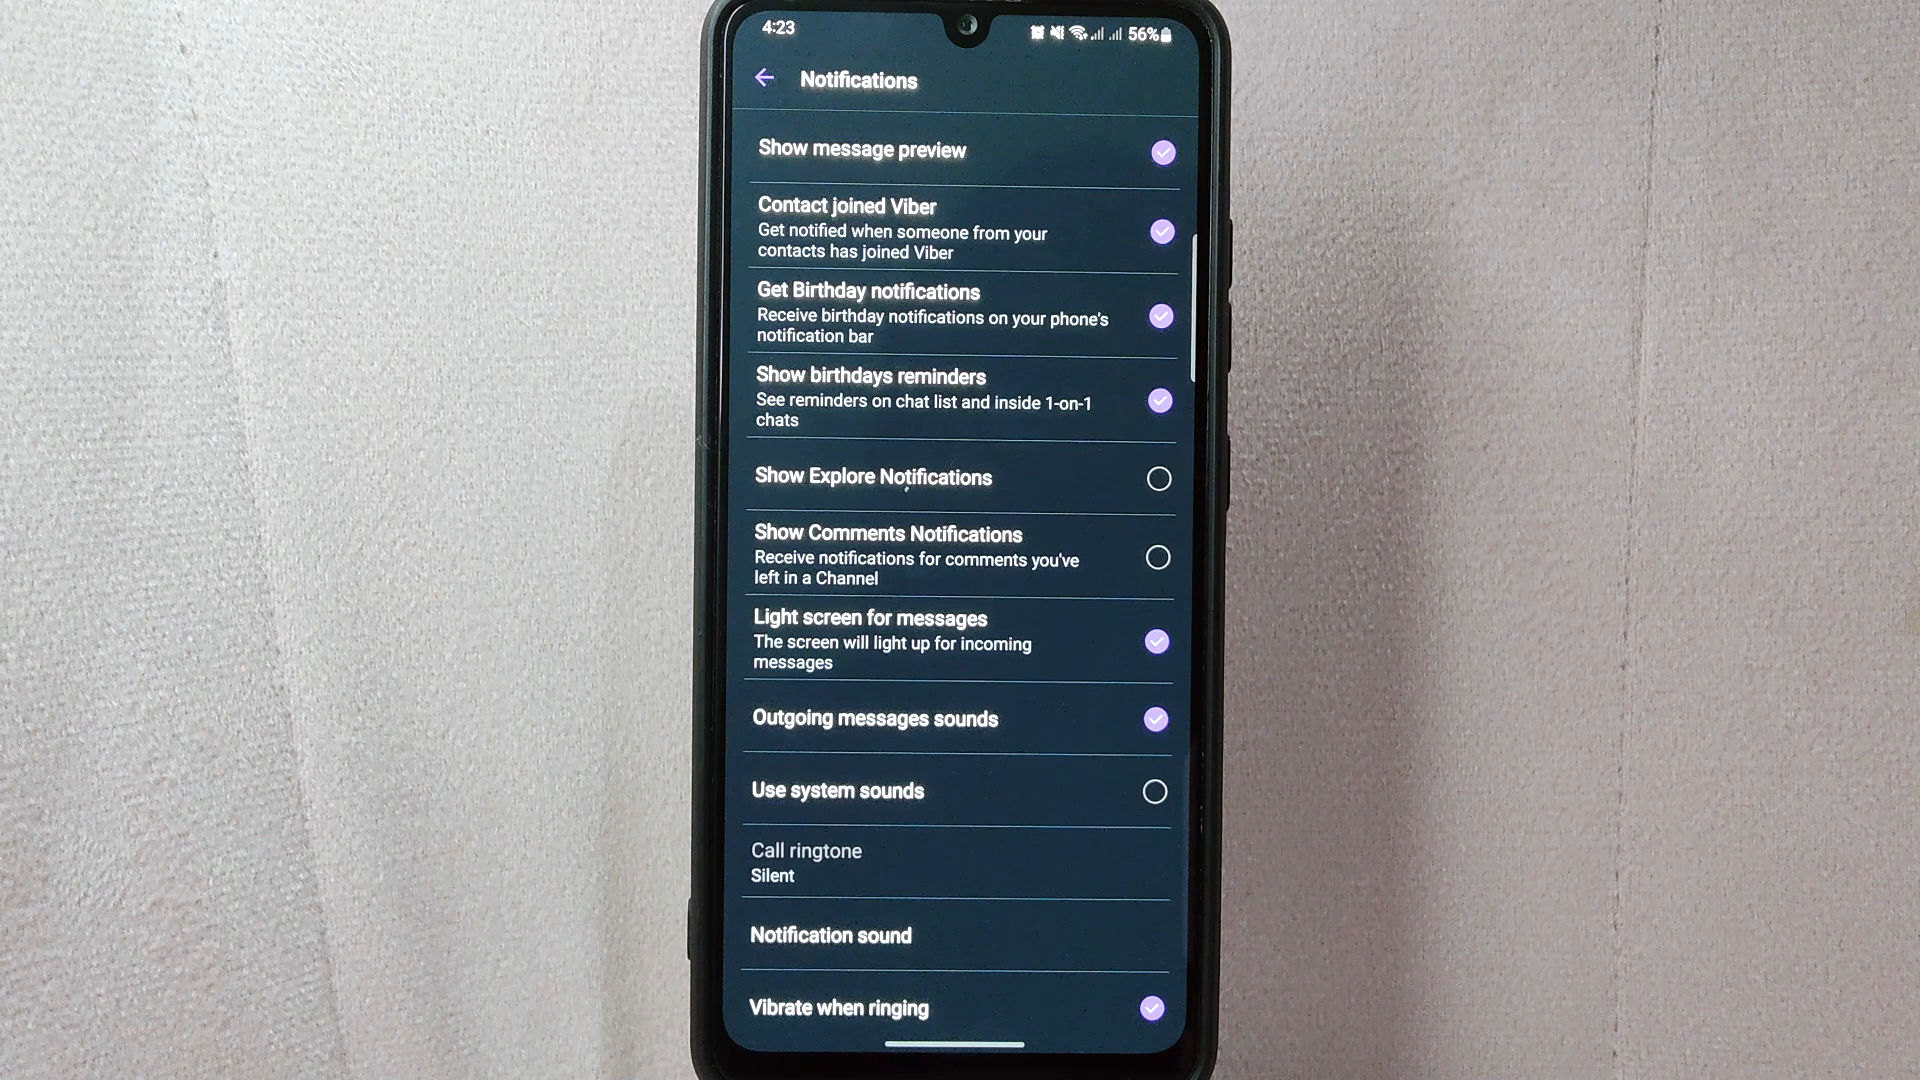 4:23
56%
Notifications
Show message preview
Contact joined Viber
Get notified when someone from your
contacts has joined Viber
Get Birthday notifications
Receive birthday notifications on your phone's
notification bar
Show birthdays reminders
See reminders on chat list and inside 1-on-1
chats
Show Explore Notifications
Show Comments Notifications
Receive notifications for comments you've
left in a Channel
Light screen for messages
The screen will light up for incoming
messages
Outgoing messages sounds
Use system sounds
Call ringtone
Silent
Notification sound
Vibrate when ringing